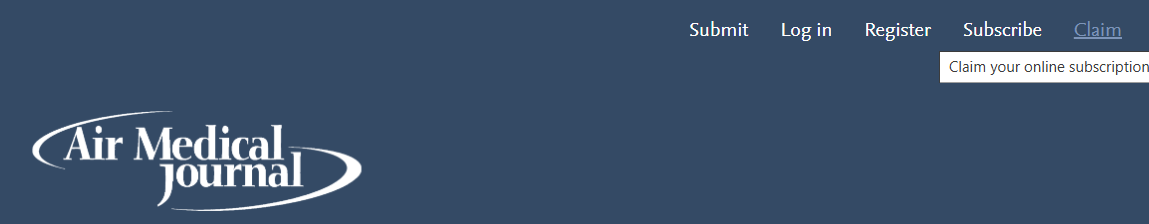 Submit Log in Register Subscribe Claim
Claim your online subscription
Air Medical
Journal